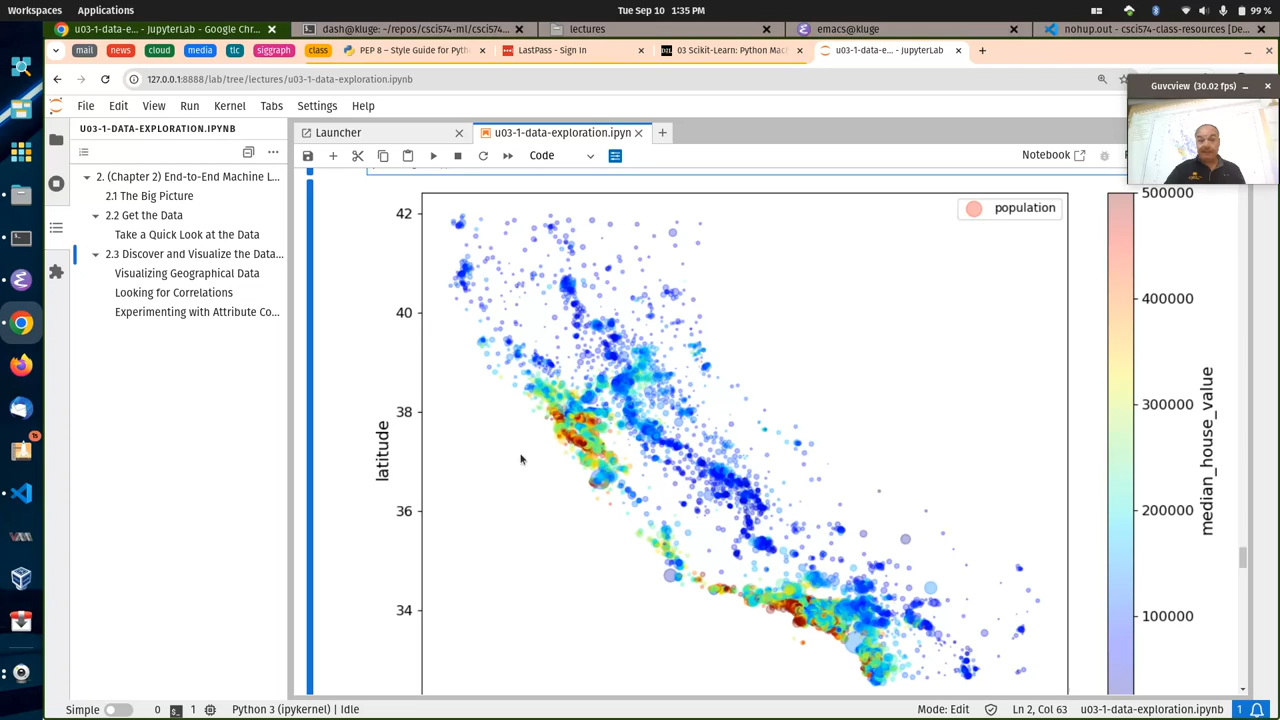 Workspaces Applications Tue Sep 10 1:35 PM 99 %
u03-1-data-e... - JupyterLab - Google Chr... dash@kluge: ~/repos/csci574-ml/csci574... lectures emacs@kluge nohup.out - csci574-class-resources [De...
mail news cloud media tlc siggraph class PEP 8 – Style Guide for Pyth LastPass - Sign In 03 Scikit-Learn: Python Mac u03-1-data-e... - JupyterLab
127.0.0.1:8888/lab/tree/lectures/u03-1-data-exploration.ipynb
Guvcview (30.02 fps)
File Edit View Run Kernel Tabs Settings Help
U03-1-DATA-EXPLORATION.IPYNB
Launcher u03-1-data-exploration.ipyn
Code Notebook
2. (Chapter 2) End-to-End Machine L...
2.1 The Big Picture
2.2 Get the Data
Take a Quick Look at the Data
2.3 Discover and Visualize the Data...
Visualizing Geographical Data
Looking for Correlations
Experimenting with Attribute Co...
population
42
40
38
36
34
latitude
500000
400000
300000
200000
100000
median_house_value
Simple 0 1 Python 3 (ipykernel) | Idle Mode: Edit Ln 2, Col 63 u03-1-data-exploration.ipynb 1